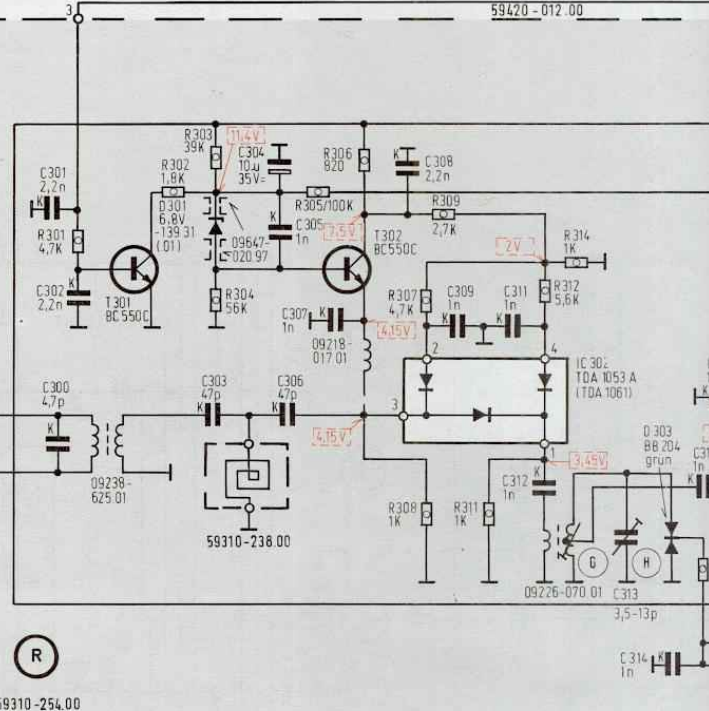 59420-012.00
3
R303
39K
11,4V
C304
10µ
35V=
R306
820
C308
2,2n
C301
2,2n
K
R302
1,8K
R301
4,7K
D301
6,8V
-139.31
(.01)
K
C305
1n
R305/100K
R309
2,7K
7,5V
T302
BC550C
2V
R314
1K
09647-
020.97
C302
2,2n
K
T301
BC550C
R304
56K
C307
1n
K
4,15V
R307
4,7K
C309
1n
K
C311
1n
K
R312
5,6K
09218-
017.01
2
4
IC302
TDA 1053 A
(TDA 1061)
3
1
C300
4,7p
K
C303
47p
K
C306
47p
K
4,15V
3,45V
D303
BB 204
grün
K
09238-
625.01
59310-238.00
R308
1K
R311
1K
C312
1n
K
G
H
09226-070.01
C313
3,5-13p
C314
1n
K
R
59310-254.00